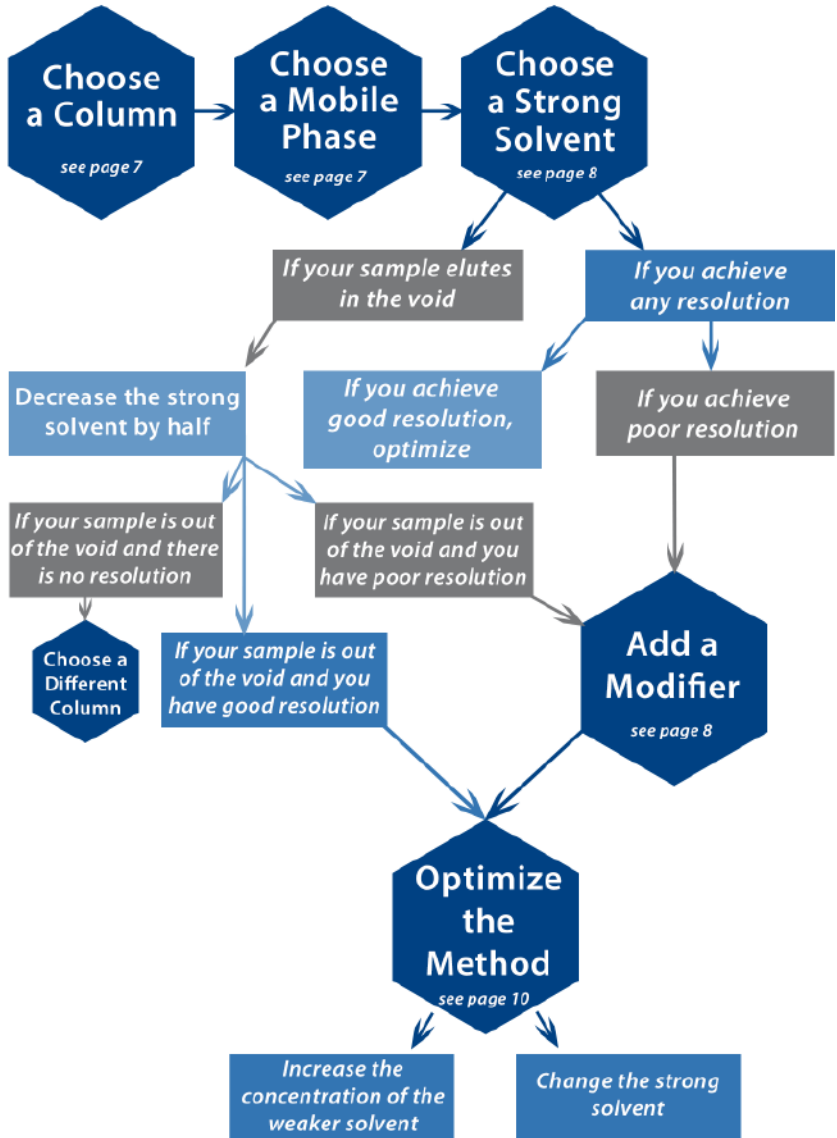 Choose
a Column
see page 7
Choose
a Mobile
Phase
see page 7
Choose
a Strong
Solvent
see page 8
If your sample elutes
in the void
If you achieve
any resolution
Decrease the strong
solvent by half
If you achieve
good resolution,
optimize
If you achieve
poor resolution
If your sample is out
of the void and there
is no resolution
If your sample is out
of the void and you
have poor resolution
Choose a
Different
Column
If your sample is out
of the void and you
have good resolution
Add a
Modifier
see page 8
Optimize
the
Method
see page 10
Increase the
concentration of the
weaker solvent
Change the strong
solvent